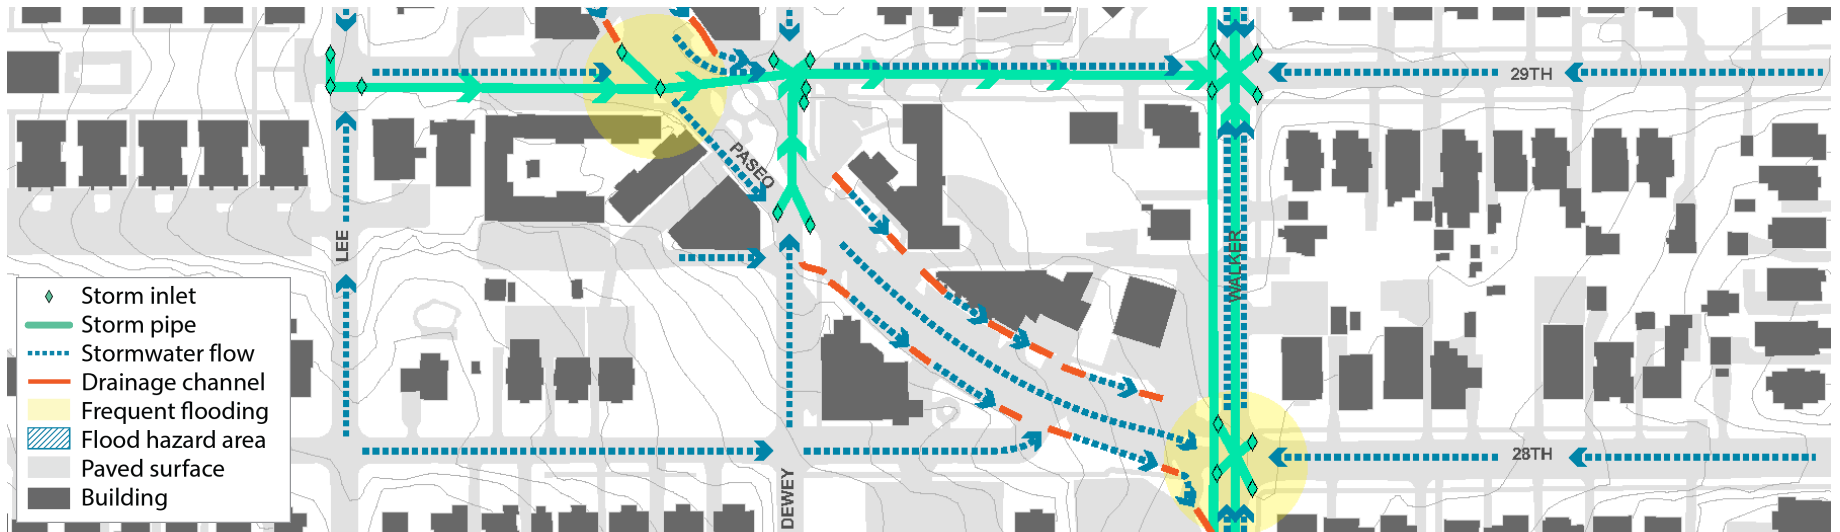 29TH
PASEO
LEE
WALKER
Storm inlet
Storm pipe
Stormwater flow
Drainage channel
Frequent flooding
Flood hazard area
Paved surface
Building
28TH
DEWEY